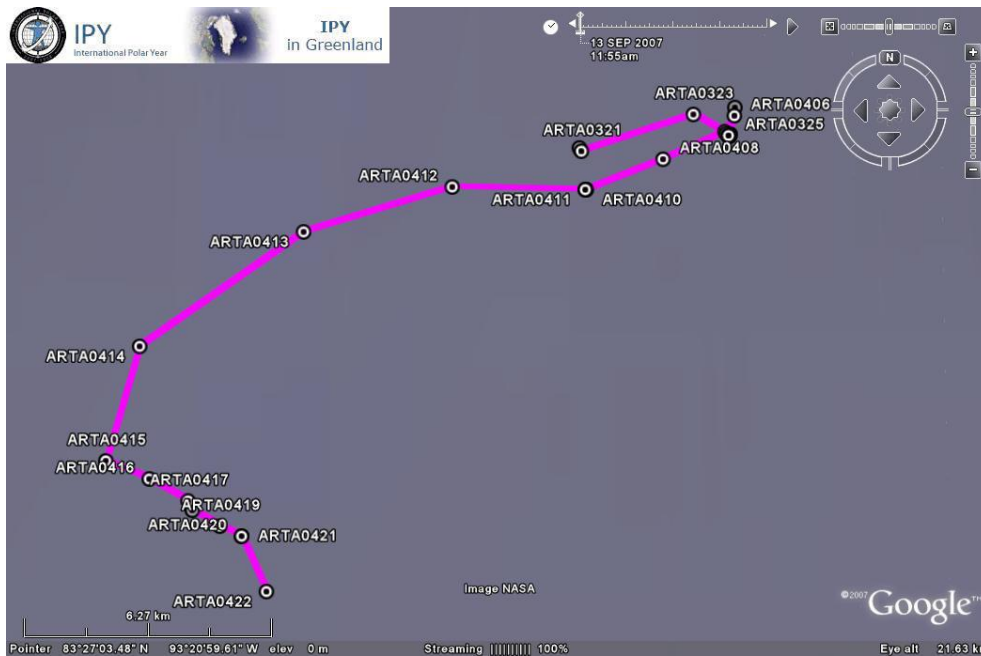 IPY
International Polar Year
IPY
in Greenland
13 SEP 2007
11:55am
N
ARTA0323
ARTA0406
ARTA0325
ARTA0321
ARTA0408
ARTA0412
ARTA0411
ARTA0410
ARTA0413
ARTA0414
ARTA0415
ARTA0416
ARTA0417
ARTA0419
ARTA0420
ARTA0421
ARTA0422
6.27 km
Image NASA
©2007 Google™
Pointer 83°27'03.48" N 93°20'59.61" W elev 0 m Streaming ||||||||| 100% Eye alt 21.63 km